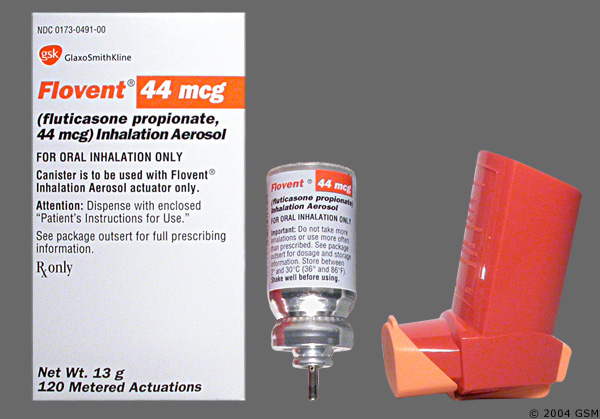 NDC 0173-0491-00
gsk GlaxoSmithKline
Flovent® 44 mcg
(fluticasone propionate,
44 mcg) Inhalation Aerosol
FOR ORAL INHALATION ONLY
Canister is to be used with Flovent®
Inhalation Aerosol actuator only.
Attention: Dispense with enclosed
“Patient's Instructions for Use.”
See package outsert for full prescribing
information.
℞ only
Net Wt. 13 g
120 Metered Actuations
Flovent® 44 mcg
(fluticasone propionate)
Inhalation Aerosol
FOR ORAL INHALATION ONLY
Important: Do not take more
inhalations or use more often
than prescribed. See package
outsert for dosage and storage
information. Store between
2° and 30°C (36° and 86°F).
Shake well before using.
© 2004 GSM